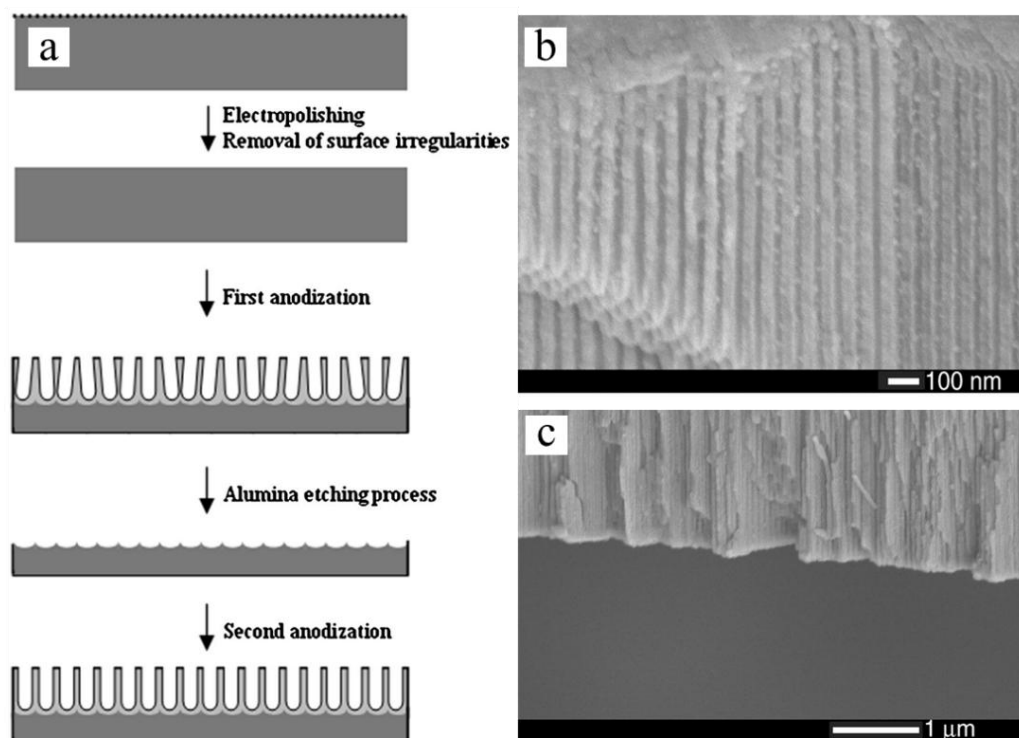 a
Electropolishing
Removal of surface irregularities
First anodization
Alumina etching process
Second anodization
b
100 nm
c
1 μm